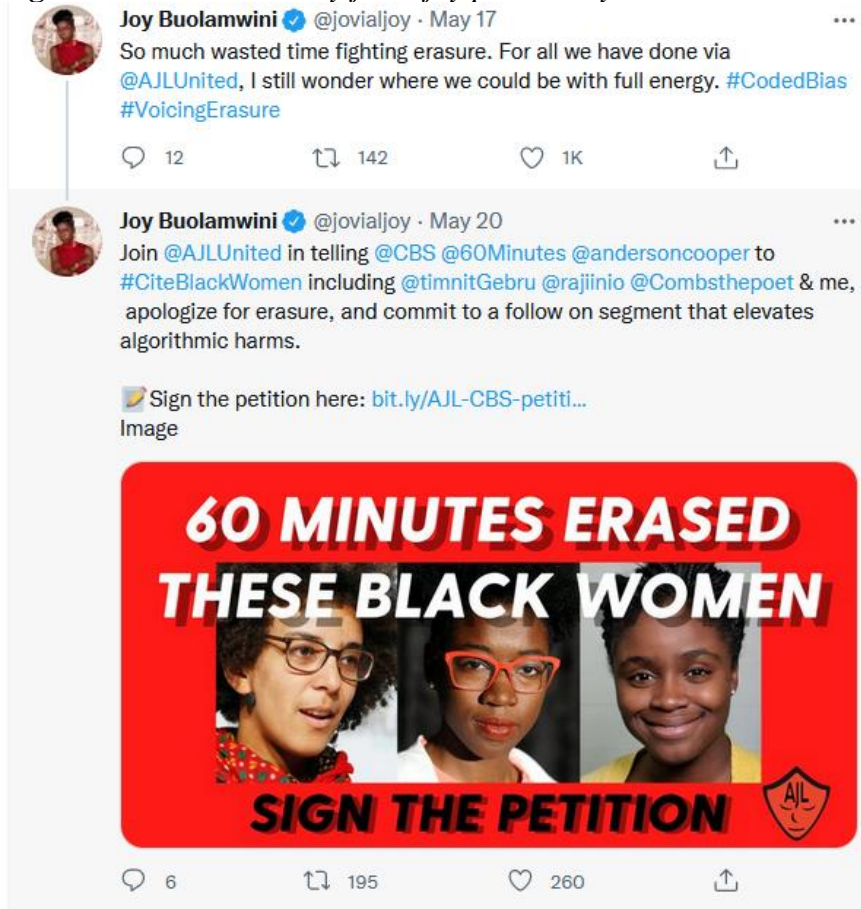 Joy Buolamwini @jovialjoy · May 17
So much wasted time fighting erasure. For all we have done via
@AJLUnited, I still wonder where we could be with full energy. #CodedBias
#VoicingErasure
12 142 1K
Joy Buolamwini @jovialjoy · May 20
Join @AJLUnited in telling @CBS @60Minutes @andersoncooper to
#CiteBlackWomen including @timnitGebru @rajiinio @Combsthepoet & me,
apologize for erasure, and commit to a follow on segment that elevates
algorithmic harms.
Sign the petition here: bit.ly/AJL-CBS-petiti...
Image
60 MINUTES ERASED
THESE BLACK WOMEN
SIGN THE PETITION
AJL
6 195 260